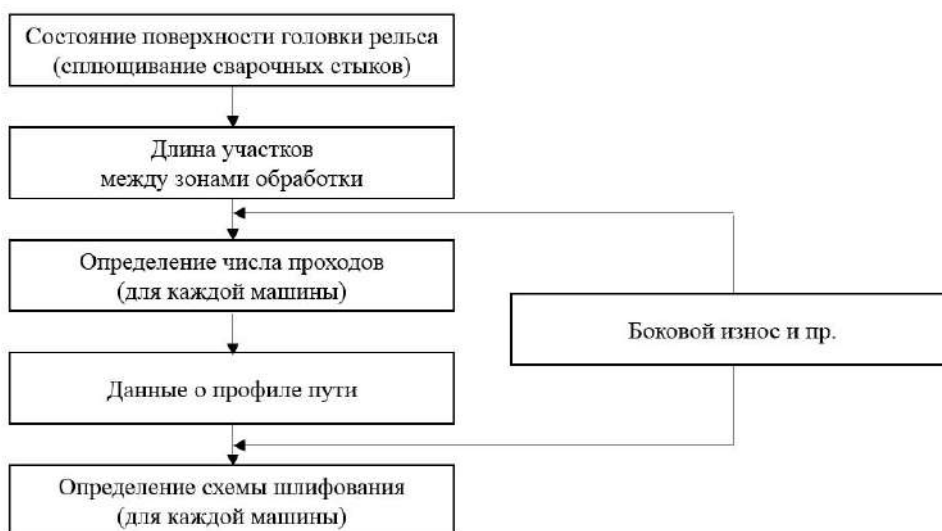 Состояние поверхности головки рельса
(сплющивание сварочных стыков)
Длина участков
между зонами обработки
Определение числа проходов
(для каждой машины)
Боковой износ и пр.
Данные о профиле пути
Определение схемы шлифования
(для каждой машины)